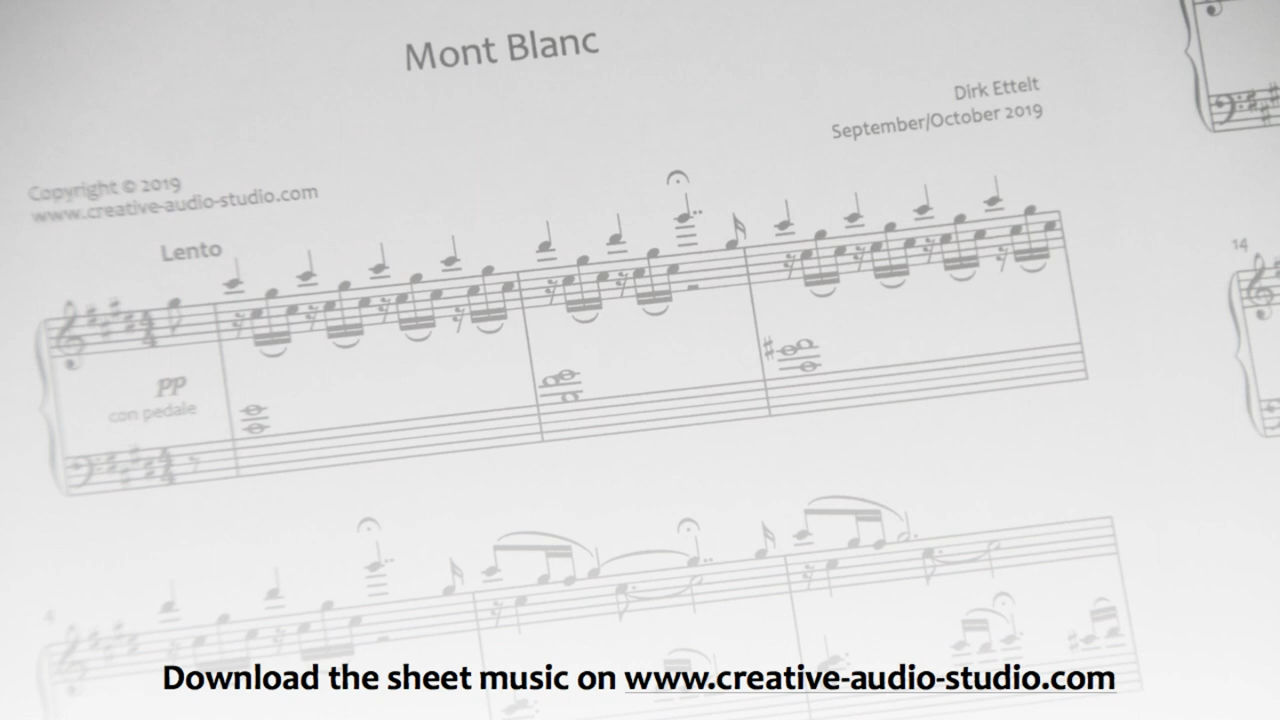 Mont Blanc
Dirk Ettelt
September/October 2019
Copyright © 2019
www.creative-audio-studio.com
Lento
pp
con pedale
14
4
Download the sheet music on www.creative-audio-studio.com